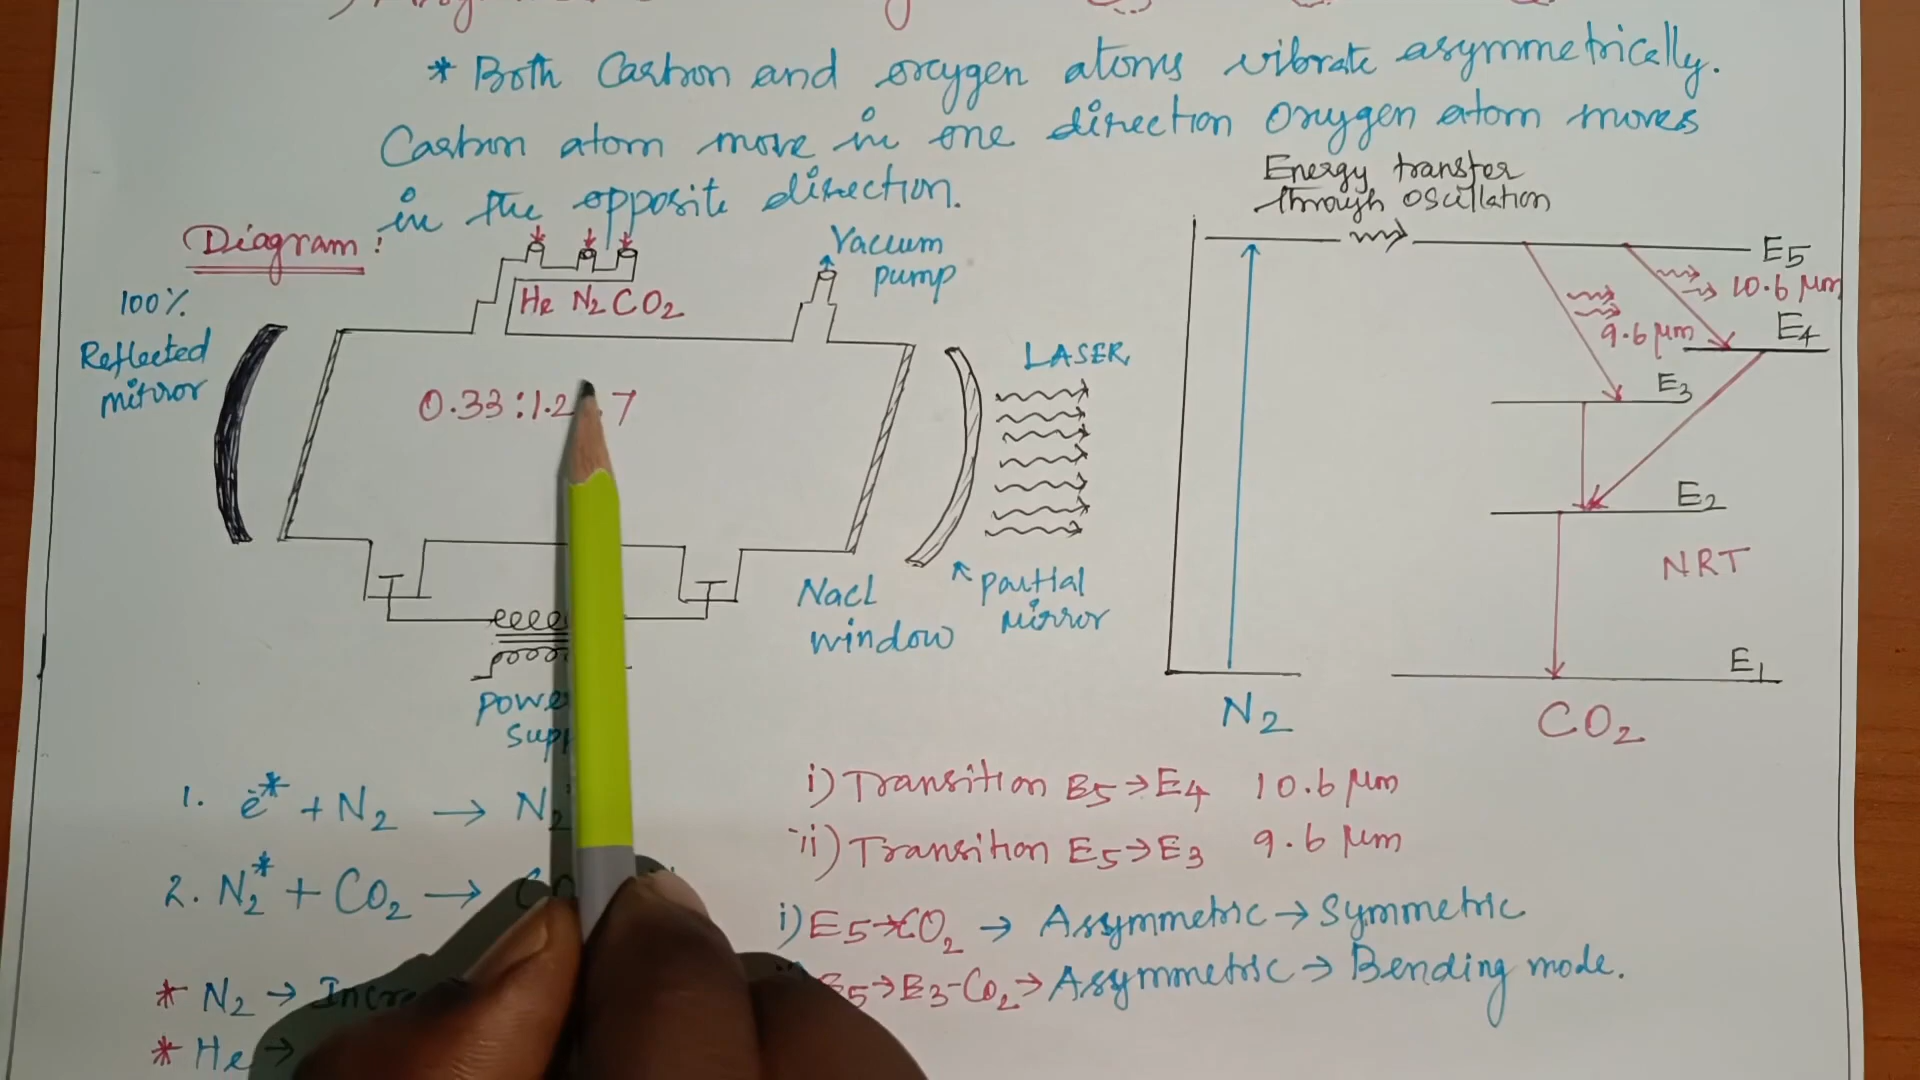 * Both Carbon and oxygen atoms vibrate asymmetrically.
Carbon atom move in one direction Oxygen atom moves
in the opposite direction.
Diagram:
100%
Reflected
mirror
He N2 CO2
Vacuum
pump
0.33:1.2
7
LASER
Nacl
window
partial
mirror
Energy transfer
through oscillation
E5
10.6 μm
9.6 μm
E4
E3
E2
NRT
E1
N2
CO2
1. e* + N2 → N2
2. N2* + CO2 →
* N2 →
* He →
i) Transition E5→E4 10.6 μm
ii) Transition E5→E3 9.6 μm
i) E5→CO2 → Assymmetric → Symmetric
E5→E3-CO2→ Asymmetric → Bending mode.